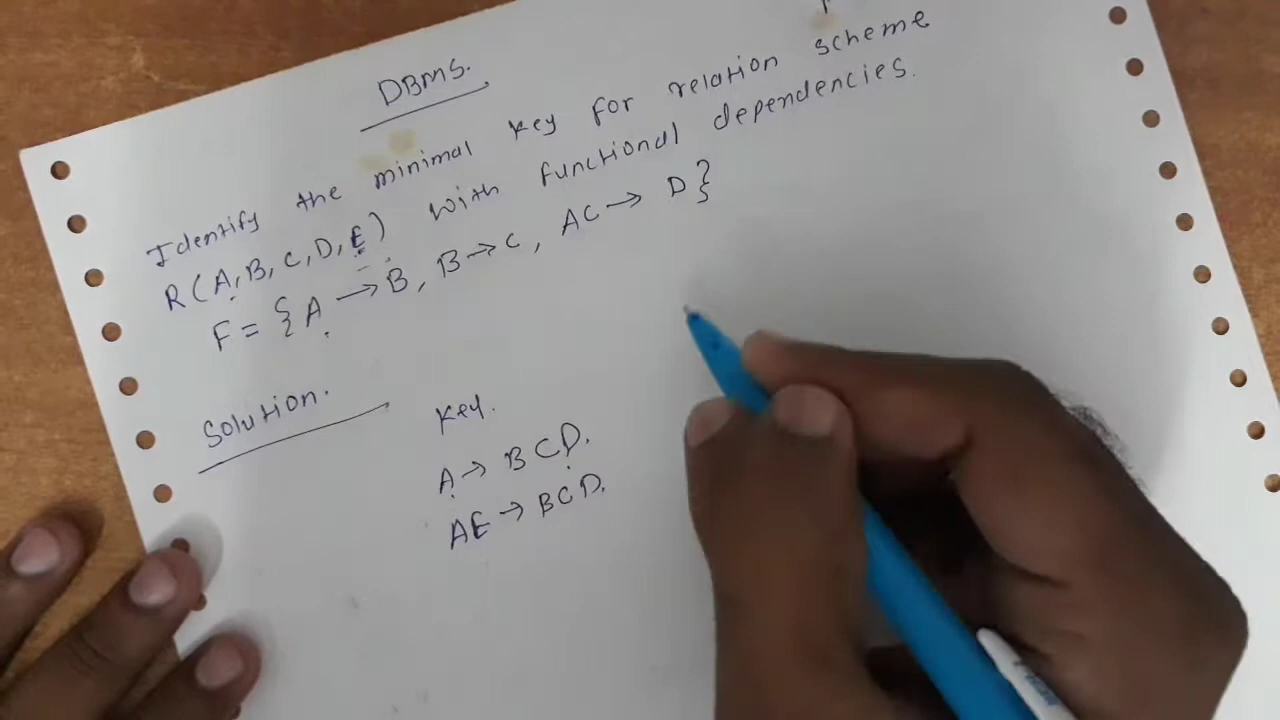 DBMS.
Identify the minimal key for relation scheme
R(A,B,C,D,E) with functional dependencies.
F = {A → B, B → C, AC → D}
Solution.
Key.
A → BCD.
AE → BCD.